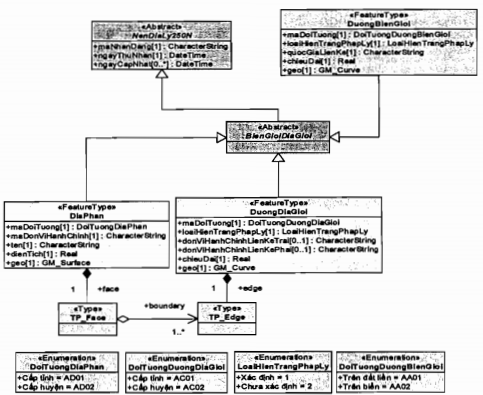 «Abstract»
NenDiaLy250N
+maNhanDang[1] : CharacterString
+ngayThuNhan[1] : DateTime
+ngayCapNhat[0..*] : DateTime
«FeatureType»
DuongBienGioi
+maDoiTuong[1] : DoiTuongDuongBienGioi
+loaiHienTrangPhapLy[1] : LoaiHienTrangPhapLy
+quocGiaLienKe[1] : CharacterString
+chieuDai[1] : Real
+geo[1] : GM_Curve
«Abstract»
BienGioiDiaGioi
«FeatureType»
DiaPhan
+maDoiTuong[1] : DoiTuongDiaPhan
+maDonViHanhChinh[1] : CharacterString
+ten[1] : CharacterString
+dienTich[1] : Real
+geo[1] : GM_Surface
«FeatureType»
DuongDiaGioi
+maDoiTuong[1] : DoiTuongDuongDiaGioi
+loaiHienTrangPhapLy[1] : LoaiHienTrangPhapLy
+donViHanhChinhLienKeTrai[0..1] : CharacterString
+donViHanhChinhLienKePhai[0..1] : CharacterString
+chieuDai[1] : Real
+geo[1] : GM_Curve
1 +face
1 +edge
«Type»
TP_Face
+boundary
1..*
«Type»
TP_Edge
«Enumeration»
DoiTuongDiaPhan
+Cấp tỉnh = AD01
+Cấp huyện = AD02
«Enumeration»
DoiTuongDuongDiaGioi
+Cấp tỉnh = AC01
+Cấp huyện = AC02
«Enumeration»
LoaiHienTrangPhapLy
+Xác định = 1
+Chưa xác định = 2
«Enumeration»
DoiTuongDuongBienGioi
+Trên đất liền = AA01
+Trên biển = AA02